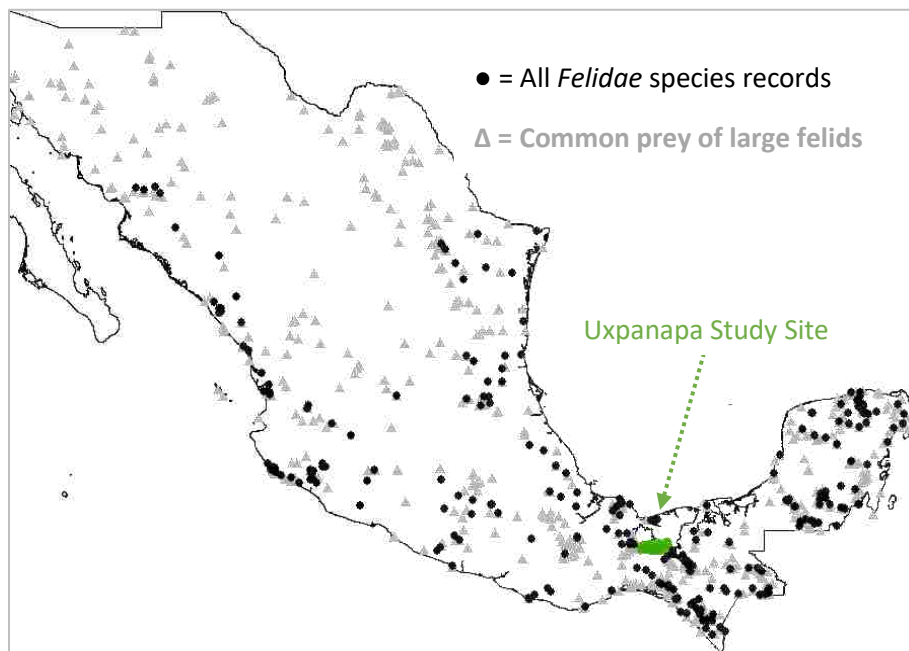 ● = All Felidae species records
Δ = Common prey of large felids
Uxpanapa Study Site